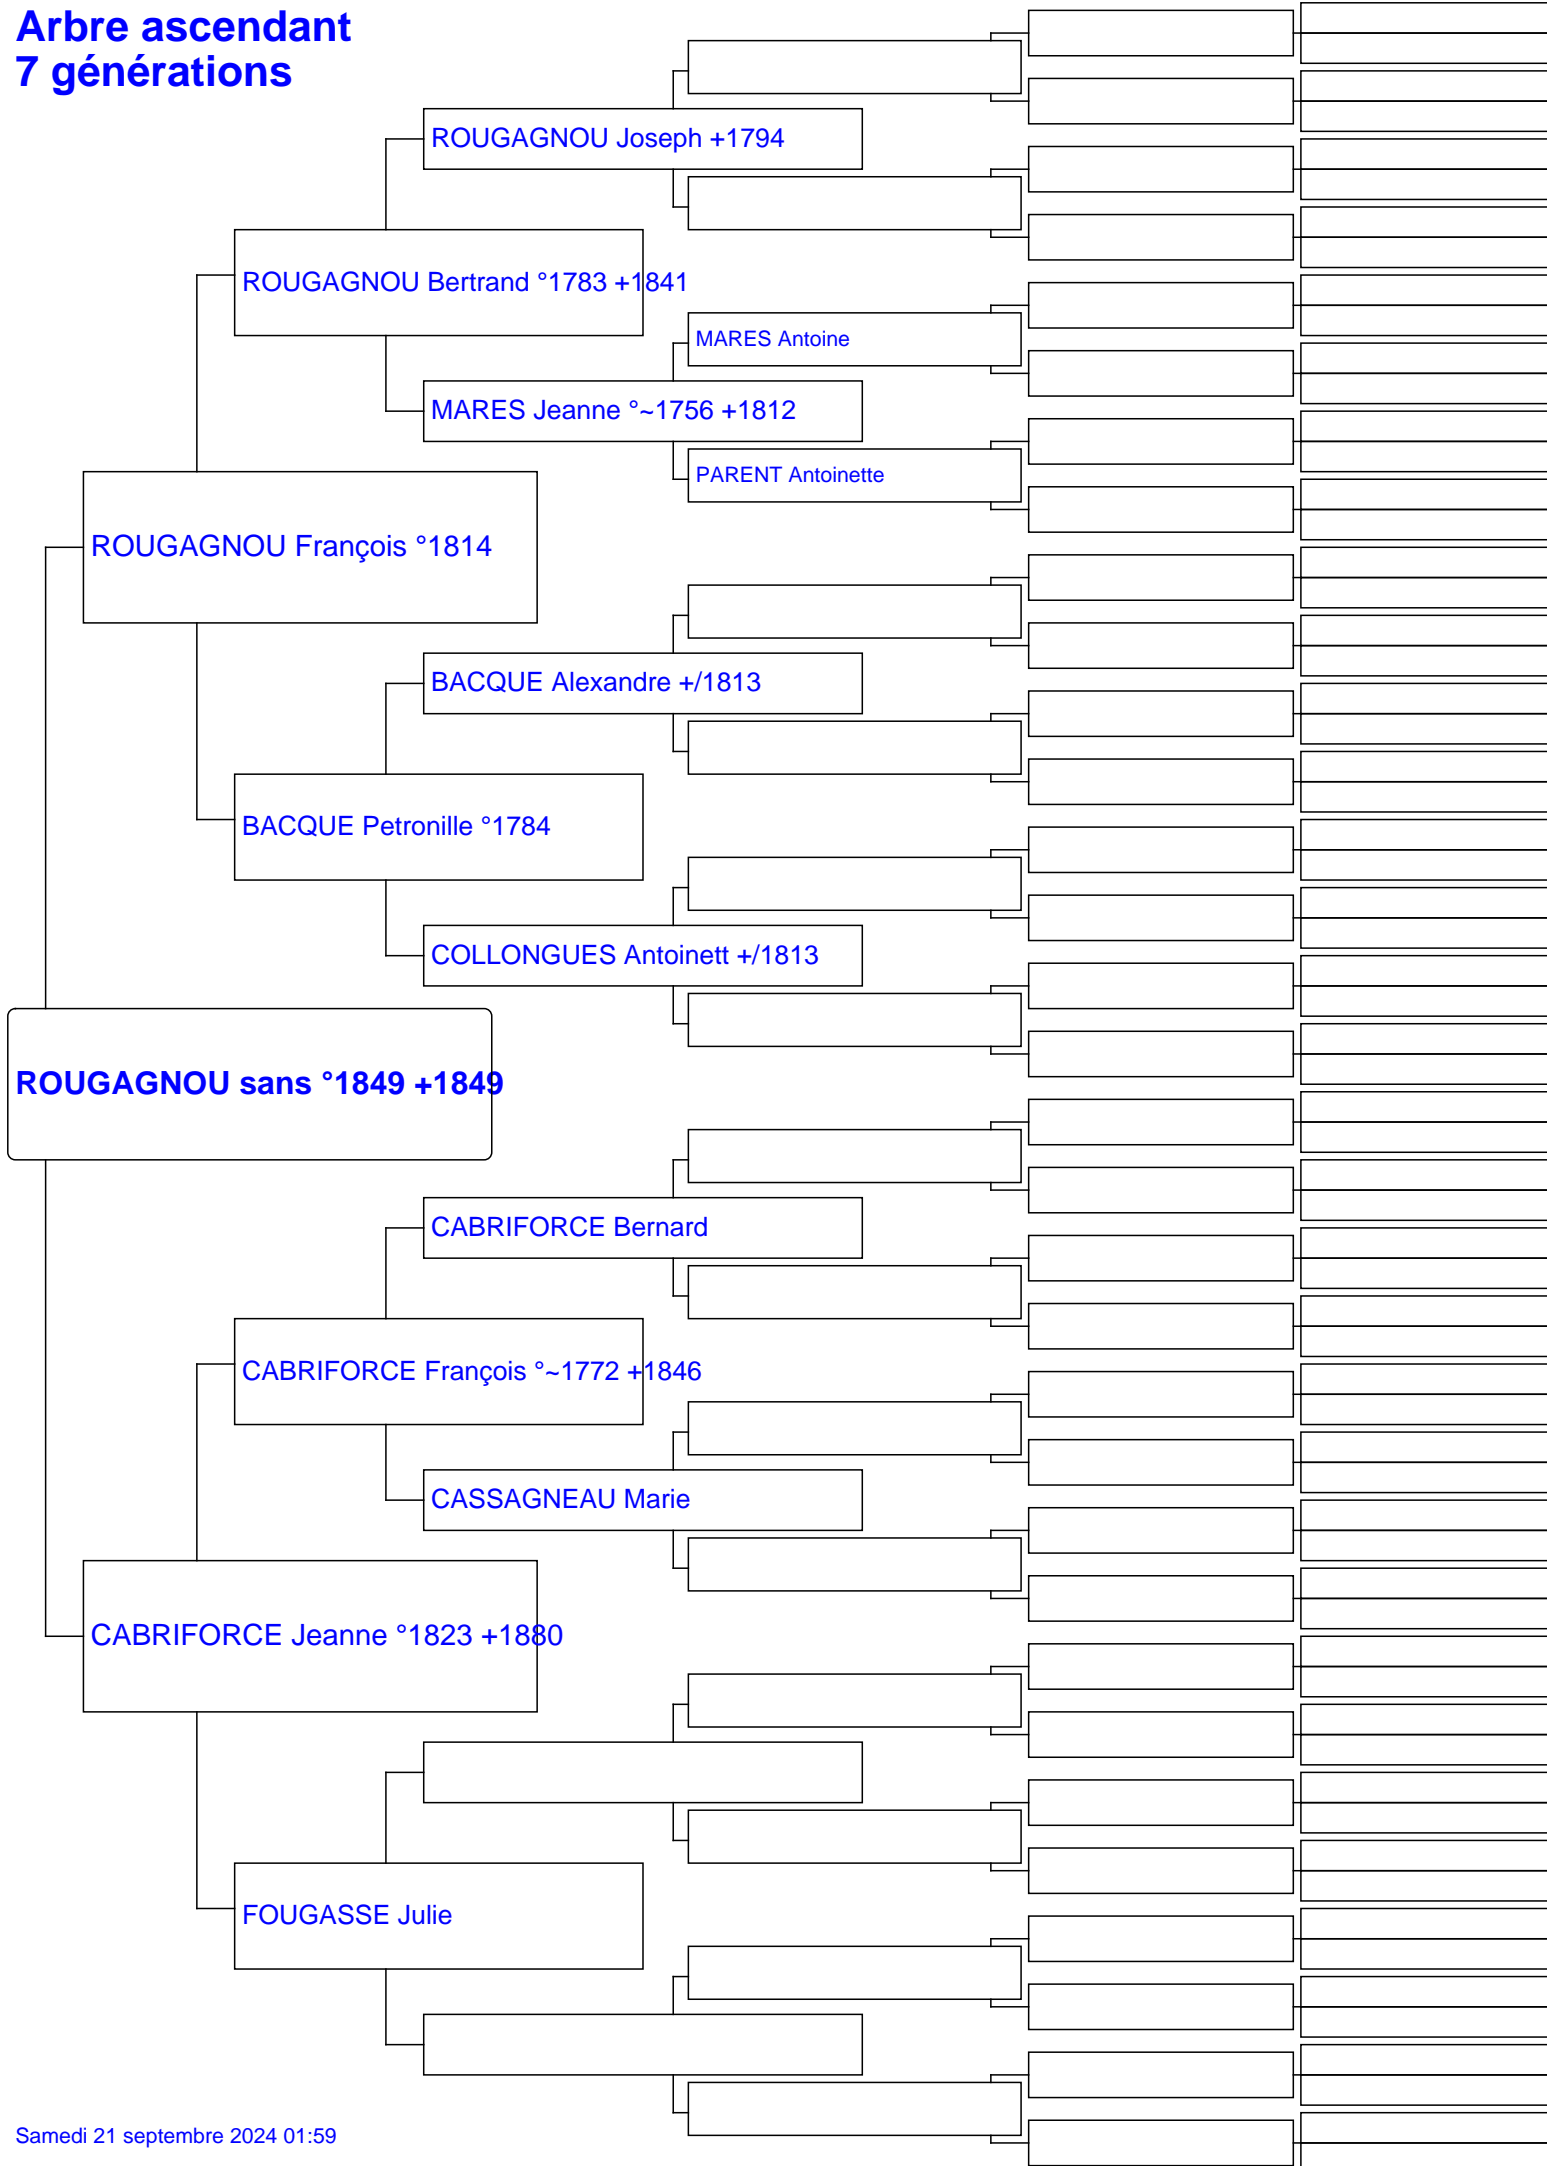 Arbre ascendant
7 générations
ROUGAGNOU Joseph +1794
ROUGAGNOU Bertrand °1783 +1841
MARES Antoine
MARES Jeanne °~1756 +1812
PARENT Antoinette
ROUGAGNOU François °1814
BACQUE Alexandre +/1813
BACQUE Petronille °1784
COLLONGUES Antoinett +/1813
ROUGAGNOU sans °1849 +1849
CABRIFORCE Bernard
CABRIFORCE François °~1772 +1846
CASSAGNEAU Marie
CABRIFORCE Jeanne °1823 +1880
FOUGASSE Julie
Samedi 21 septembre 2024 01:59